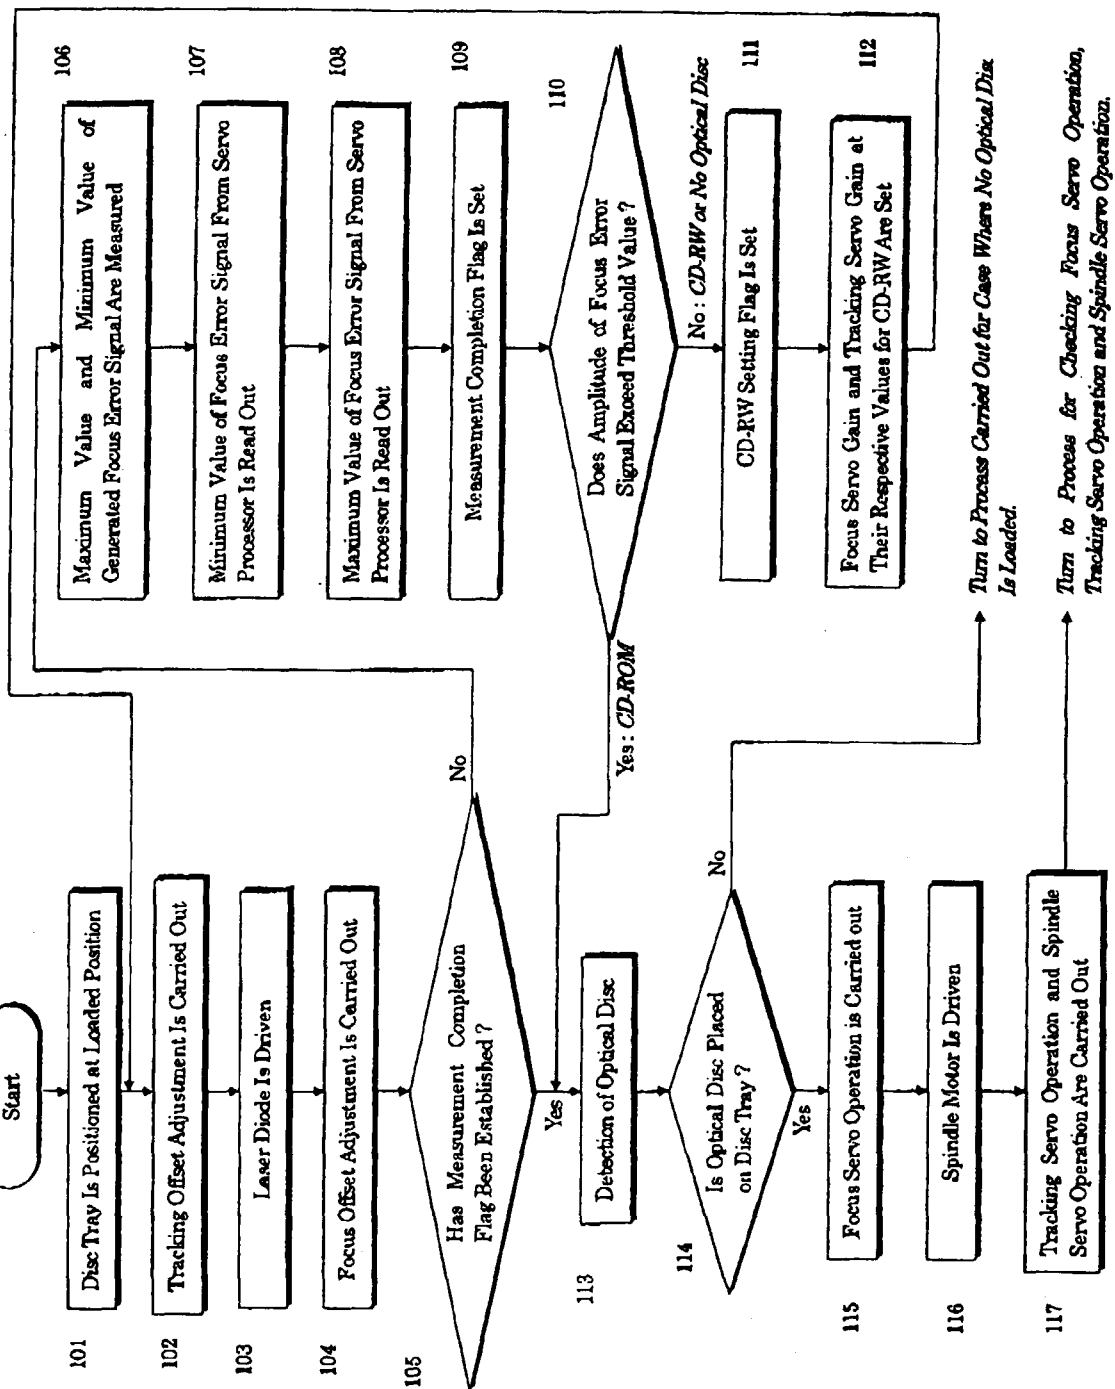 Start
101
Disc Tray Is Positioned at Loaded Position
102
Tracking Offset Adjustment Is Carried Out
103
Laser Diode Is Driven
104
Focus Offset Adjustment Is Carried Out
105
Has Measurement Completion
Flag Been Established ?
No
Yes
106
Maximum Value and Minimum Value of
Generated Focus Error Signal Are Measured
107
Minimum Value of Focus Error Signal From Servo
Processor Is Read Out
108
Maximum Value of Focus Error Signal From Servo
Processor Is Read Out
109
Measurement Completion Flag Is Set
110
Does Amplitude of Focus Error
Signal Exceed Threshold Value ?
Yes : CD-ROM
No : CD-RW or No Optical Disc
111
CD-RW Setting Flag Is Set
112
Focus Servo Gain and Tracking Servo Gain at
Their Respective Values for CD-RW Are Set
113
Detection of Optical Disc
114
Is Optical Disc Placed
on Disc Tray ?
No
Yes
Turn to Process Carried Out for Case Where No Optical Disc
Is Loaded.
115
Focus Servo Operation is Carried out
116
Spindle Motor Is Driven
117
Tracking Servo Operation and Spindle
Servo Operation Are Carried Out
Turn to Process for Checking Focus Servo Operation,
Tracking Servo Operation and Spindle Servo Operation.